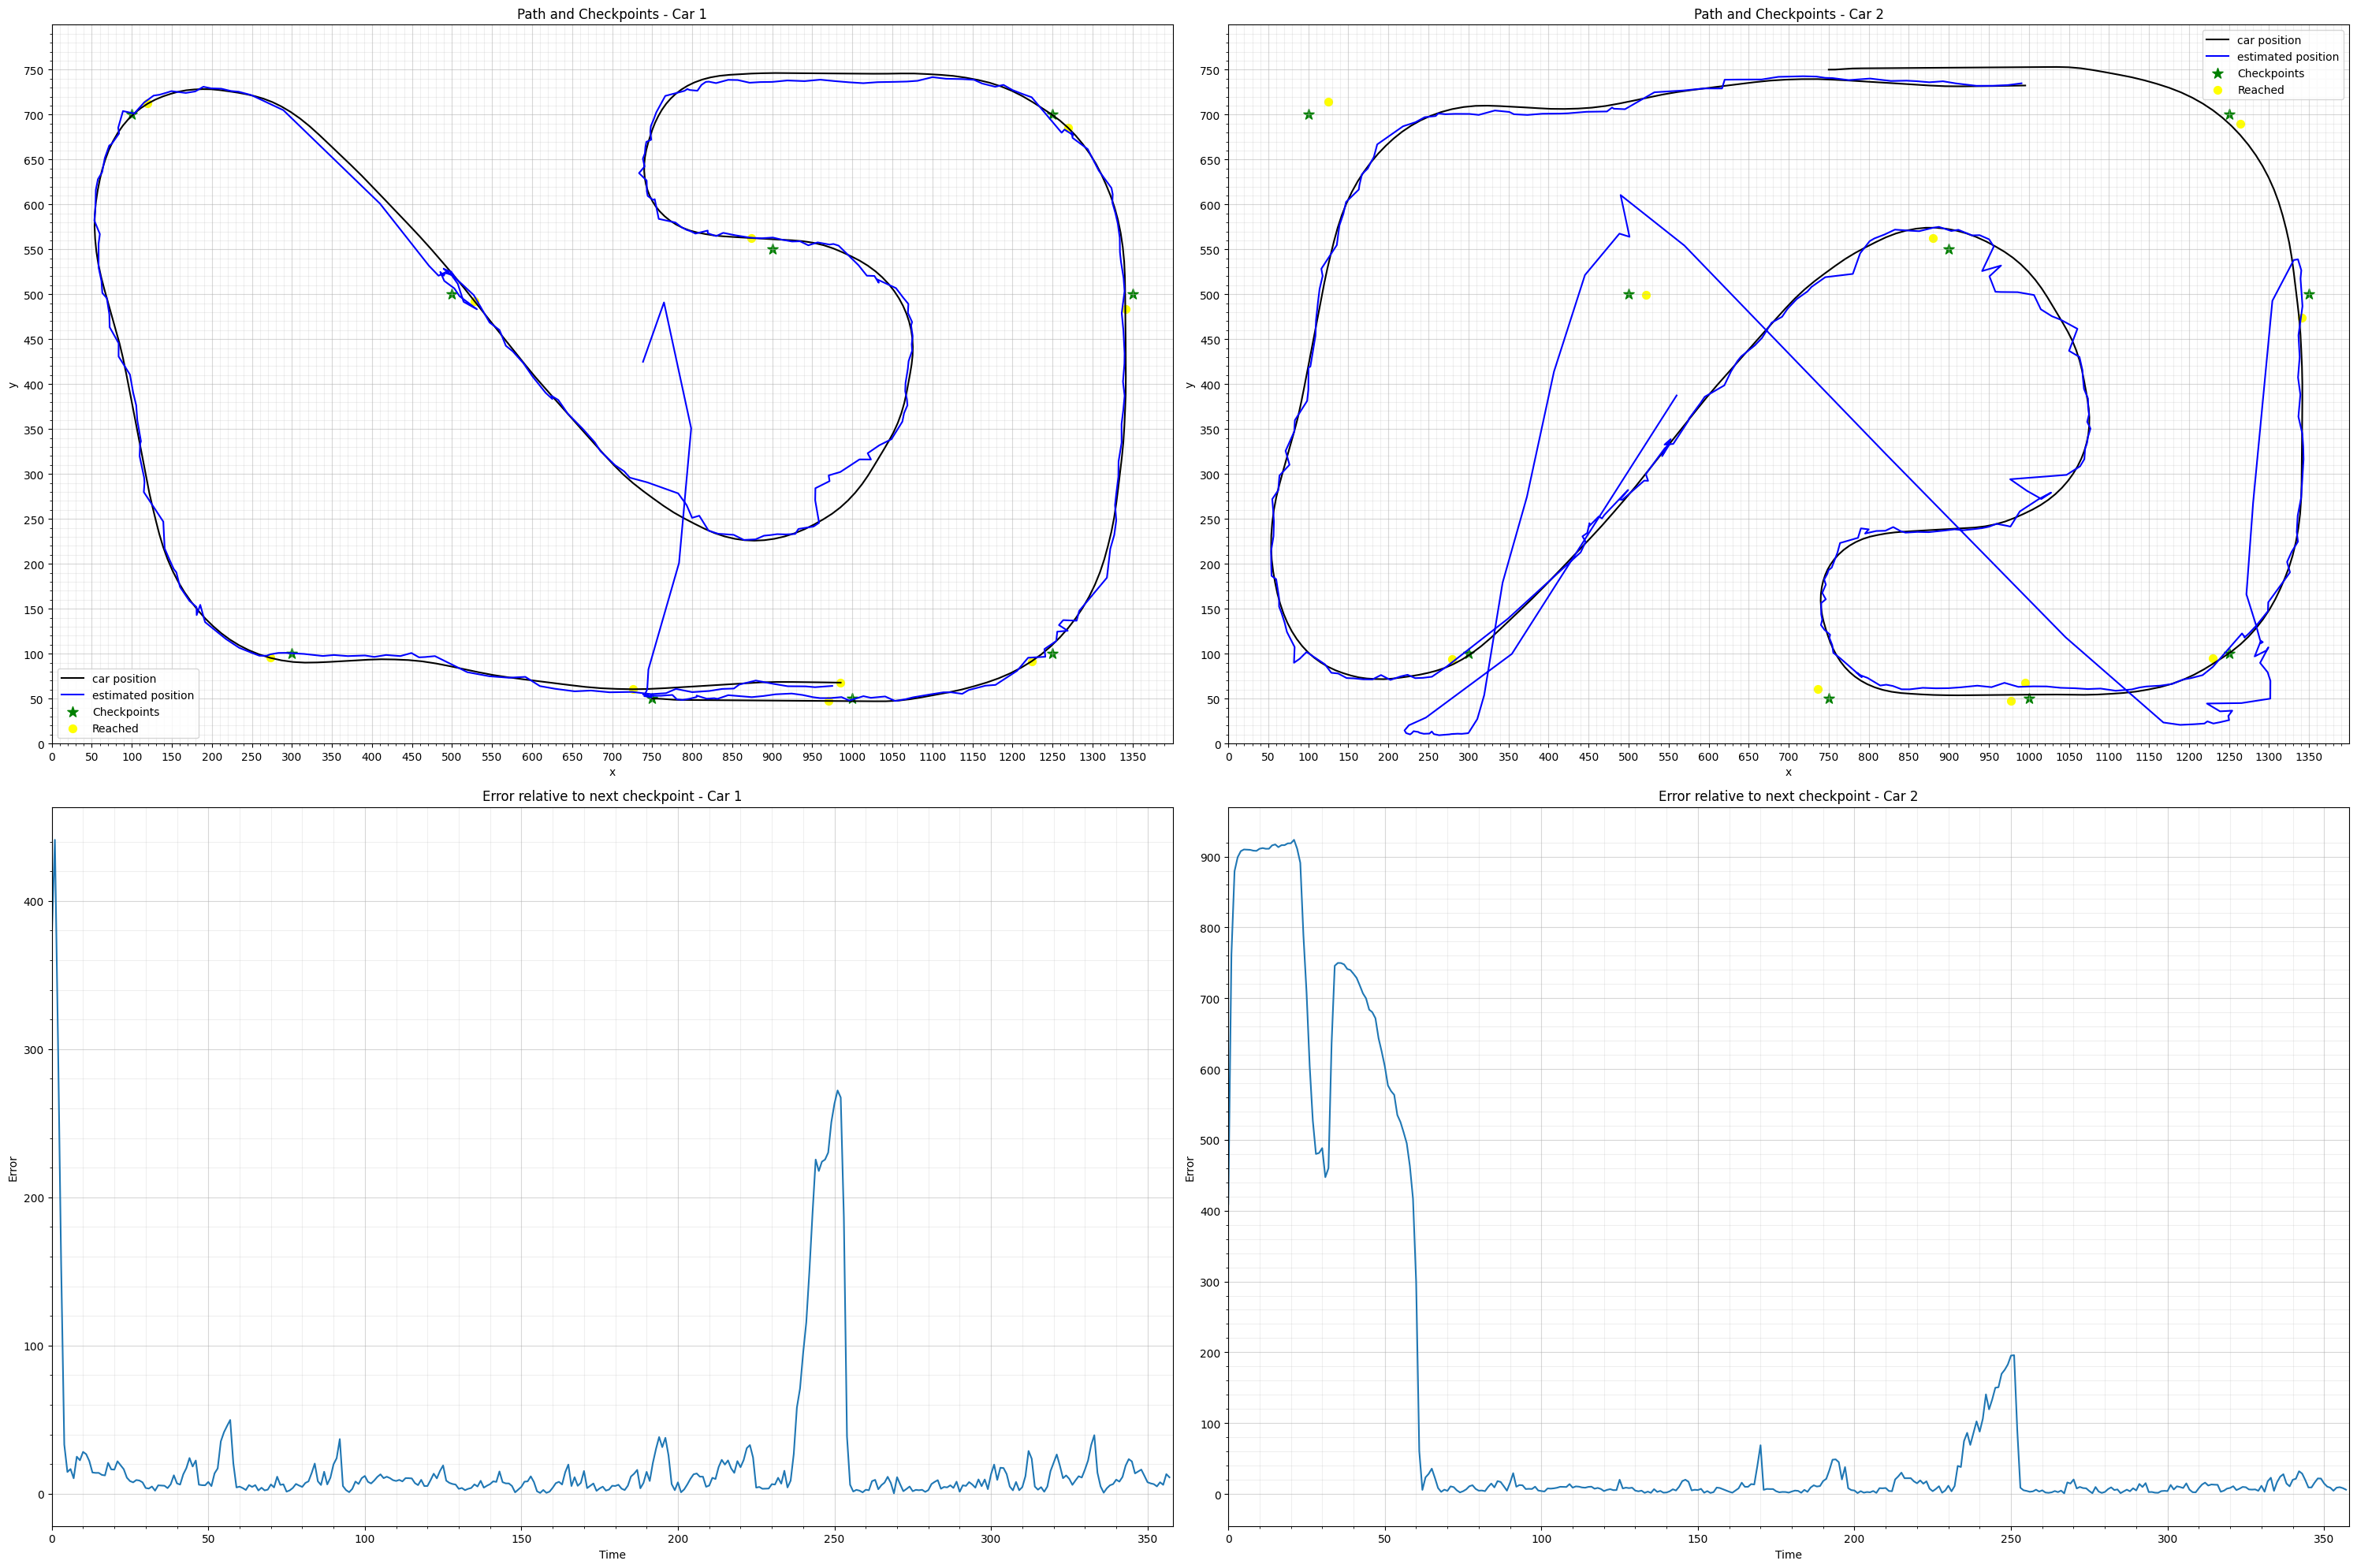 Path and Checkpoints - Car 1
750
700
650
600
550
500
450
400
350
300
250
200
150
100
50
0
y
car position
estimated position
Checkpoints
Reached
0 50 100 150 200 250 300 350 400 450 500 550 600 650 700 750 800 850 900 950 1000 1050 1100 1150 1200 1250 1300 1350
x
Path and Checkpoints - Car 2
car position
estimated position
Checkpoints
Reached
750
700
650
600
550
500
450
400
350
300
250
200
150
100
50
0
y
0 50 100 150 200 250 300 350 400 450 500 550 600 650 700 750 800 850 900 950 1000 1050 1100 1150 1200 1250 1300 1350
x
Error relative to next checkpoint - Car 1
400
300
200
100
0
Error
0 50 100 150 200 250 300 350
Time
Error relative to next checkpoint - Car 2
900
800
700
600
500
400
300
200
100
0
Error
0 50 100 150 200 250 300 350
Time